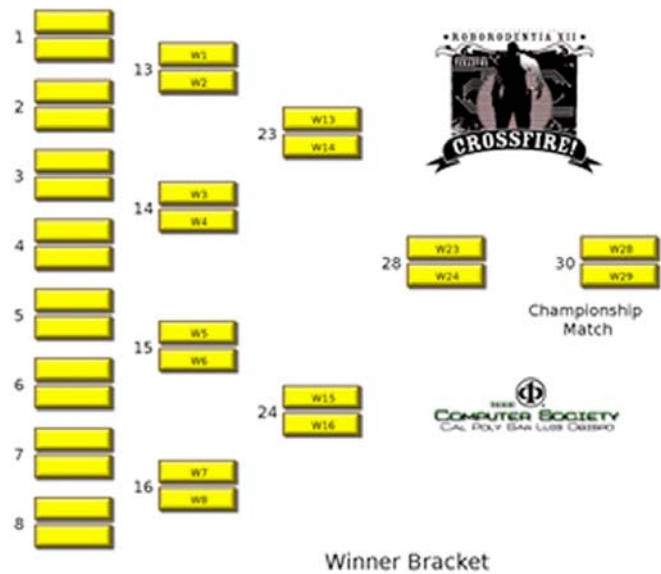 1
2
3
4
5
6
7
8
13
W1
W2
14
W3
W4
15
W5
W6
16
W7
W8
23
W13
W14
24
W15
W16
28
W23
W24
30
W28
W29
Championship
Match
• ROBORODENTIA XII •
CROSSFIRE!
COMPUTER SOCIETY
CAL POLY SAN LUIS OBISPO
Winner Bracket